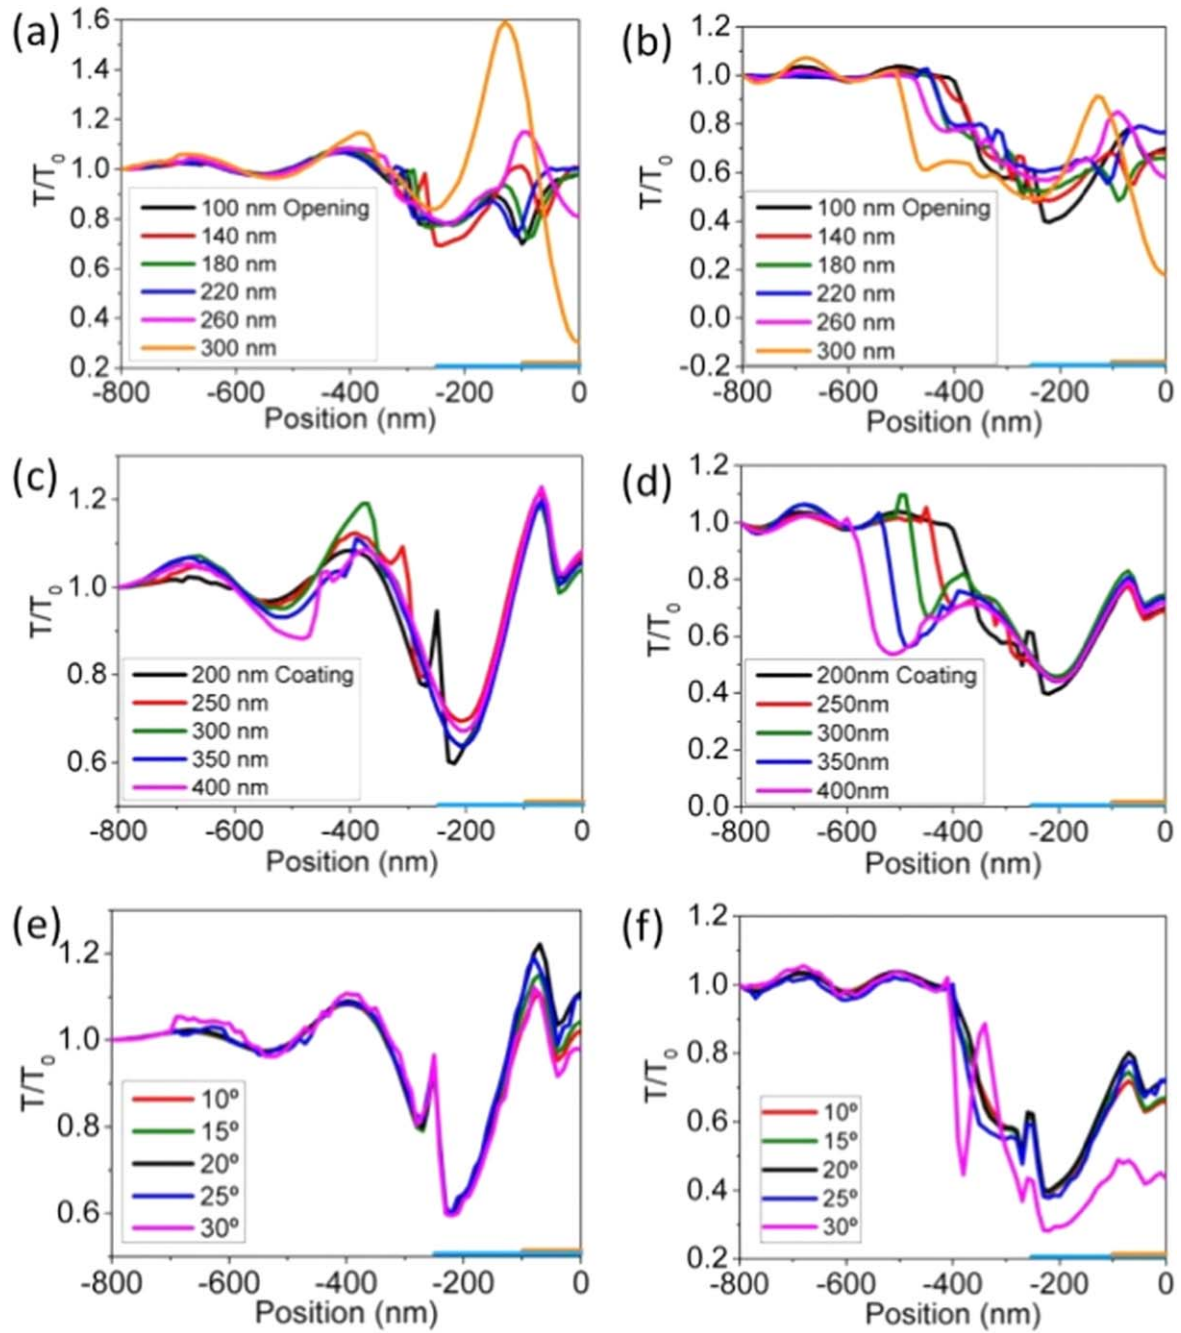 (a)
1.6
1.4
1.2
1.0
0.8
0.6
0.4
0.2
T/T0
100 nm Opening
140 nm
180 nm
220 nm
260 nm
300 nm
-800 -600 -400 -200 0
Position (nm)
(b)
1.2
1.0
0.8
0.6
0.4
0.2
0.0
-0.2
T/T0
100 nm Opening
140 nm
180 nm
220 nm
260 nm
300 nm
-800 -600 -400 -200 0
Position (nm)
(c)
1.2
1.0
0.8
0.6
T/T0
200 nm Coating
250 nm
300 nm
350 nm
400 nm
-800 -600 -400 -200 0
Position (nm)
(d)
1.2
1.0
0.8
0.6
0.4
0.2
0.0
T/T0
200nm Coating
250nm
300nm
350nm
400nm
-800 -600 -400 -200 0
Position (nm)
(e)
1.2
1.0
0.8
0.6
T/T0
10º
15º
20º
25º
30º
-800 -600 -400 -200 0
Position (nm)
(f)
1.2
1.0
0.8
0.6
0.4
0.2
T/T0
10º
15º
20º
25º
30º
-800 -600 -400 -200 0
Position (nm)